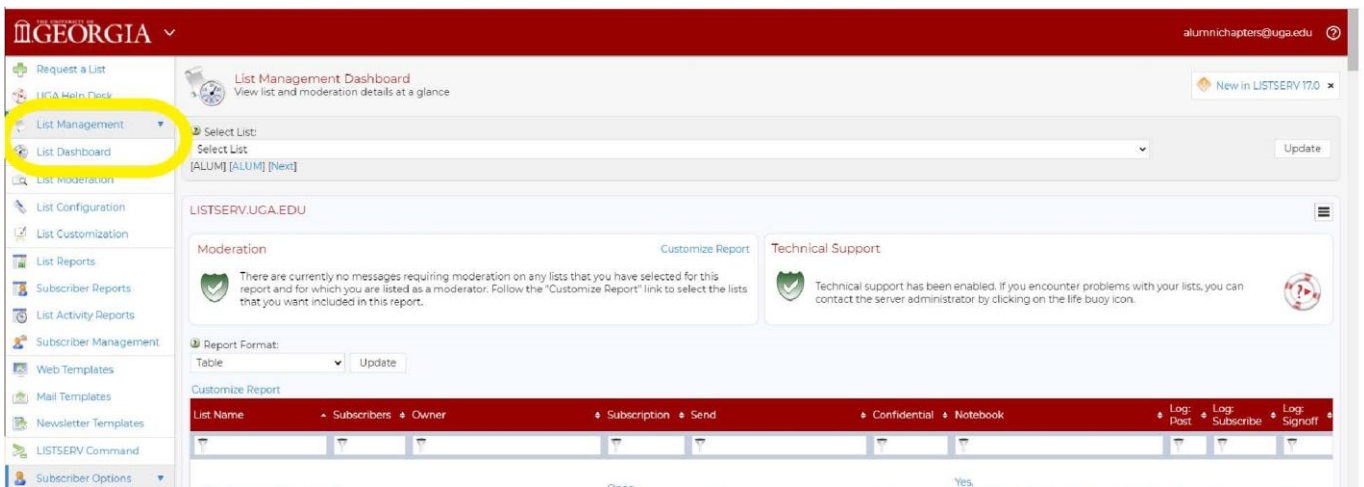 THE UNIVERSITY OF
GEORGIA
alumnichapters@uga.edu
Request a List
UGA Help Desk
List Management
List Dashboard
List Moderation
List Configuration
List Customization
List Reports
Subscriber Reports
List Activity Reports
Subscriber Management
Web Templates
Mail Templates
Newsletter Templates
LISTSERV Command
Subscriber Options
List Management Dashboard
View list and moderation details at a glance
New in LISTSERV 17.0 ×
Select List:
Select List
Update
[ALUM] [ALUM] [Next]
LISTSERV.UGA.EDU
Moderation
Customize Report
There are currently no messages requiring moderation on any lists that you have selected for this
report and for which you are listed as a moderator. Follow the "Customize Report" link to select the lists
that you want included in this report.
Technical Support
Technical support has been enabled. If you encounter problems with your lists, you can
contact the server administrator by clicking on the life buoy icon.
Report Format:
Table
Update
Customize Report
List Name Subscribers Owner Subscription Send Confidential Notebook Log: Post Log: Subscribe Log: Signoff
Yes,